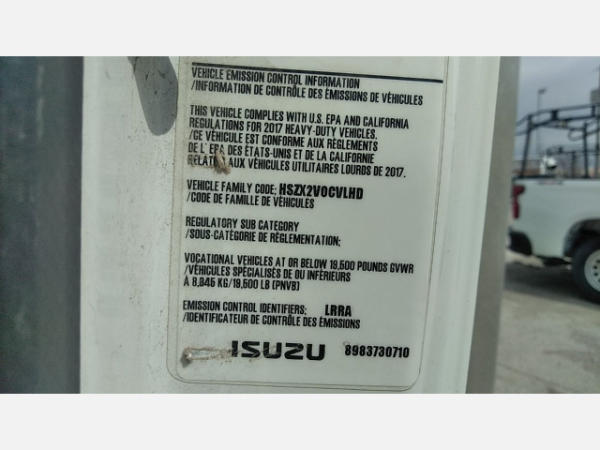 VEHICLE EMISSION CONTROL INFORMATION
/INFORMATION DE CONTRÔLE DES ÉMISSIONS DE VÉHICULES
THIS VEHICLE COMPLIES WITH U.S. EPA AND CALIFORNIA
REGULATIONS FOR 2017 HEAVY-DUTY VEHICLES.
/CE VÉHICULE EST CONFORME AUX RÈGLEMENTS
DE L' EPA DES ÉTATS-UNIS ET DE LA CALIFORNIE
RELATIFS AUX VÉHICULES UTILITAIRES LOURDS DE 2017.
VEHICLE FAMILY CODE: HSZX2VOCVLHD
/CODE DE FAMILLE DE VÉHICULES
REGULATORY SUB CATEGORY
/SOUS-CATÉGORIE DE RÈGLEMENTATION;
VOCATIONAL VEHICLES AT OR BELOW 19,500 POUNDS GVWR
/VÉHICULES SPÉCIALISÉS DE OU INFÉRIEURS
À 8,845 KG/19,500 LB (PNVB)
EMISSION CONTROL IDENTIFIERS: LRRA
/IDENTIFICATEUR DE CONTRÔLE DES ÉMISSIONS
ISUZU 8983730710